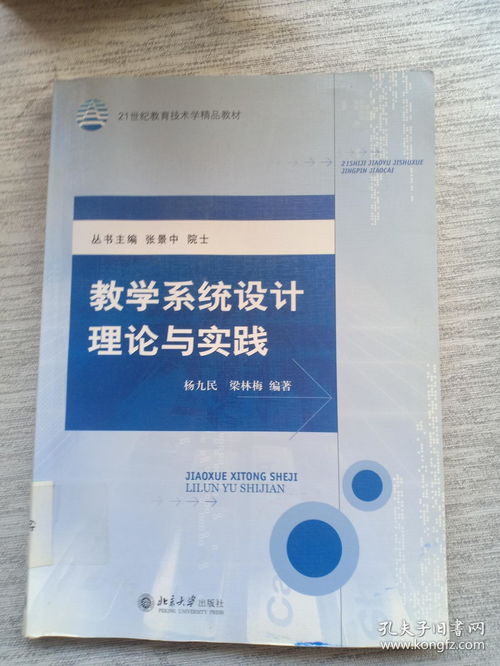 21世纪教育技术学精品教材
21SHIJI JIAOYU JISHUXUE
JINGPIN JIAOCAI
丛书主编 张景中 院士
教学系统设计
理论与实践
杨九民 梁林梅 编著
JIAOXUE XITONG SHEJI
LILUN YU SHIJIAN
北京大学出版社
PEKING UNIVERSITY PRESS
孔夫子旧书网
www.kongfz.com